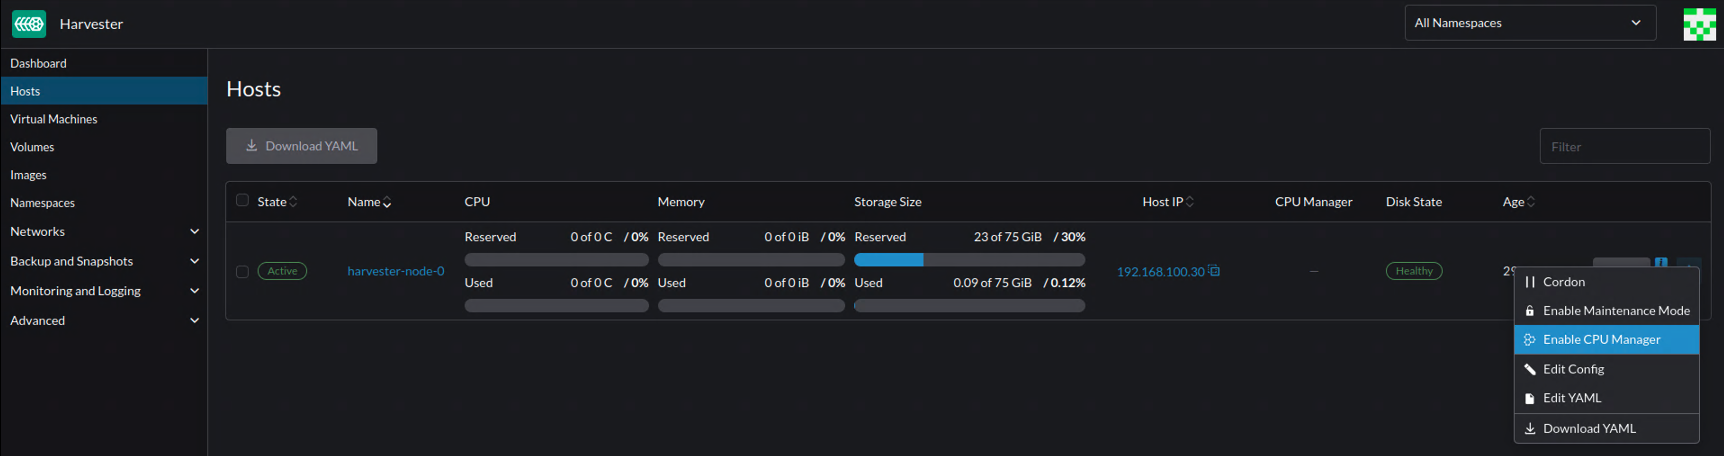 Harvester
All Namespaces
Dashboard
Hosts
Virtual Machines
Volumes
Images
Namespaces
Networks
Backup and Snapshots
Monitoring and Logging
Advanced
Hosts
Download YAML
Filter
State Name CPU Memory Storage Size Host IP CPU Manager Disk State Age
Reserved 0 of 0 C / 0% Reserved 0 of 0 iB / 0% Reserved 23 of 75 GiB / 30%
Active harvester-node-0 192.168.100.30 — Healthy
Used 0 of 0 C / 0% Used 0 of 0 iB / 0% Used 0.09 of 75 GiB / 0.12%
Cordon
Enable Maintenance Mode
Enable CPU Manager
Edit Config
Edit YAML
Download YAML